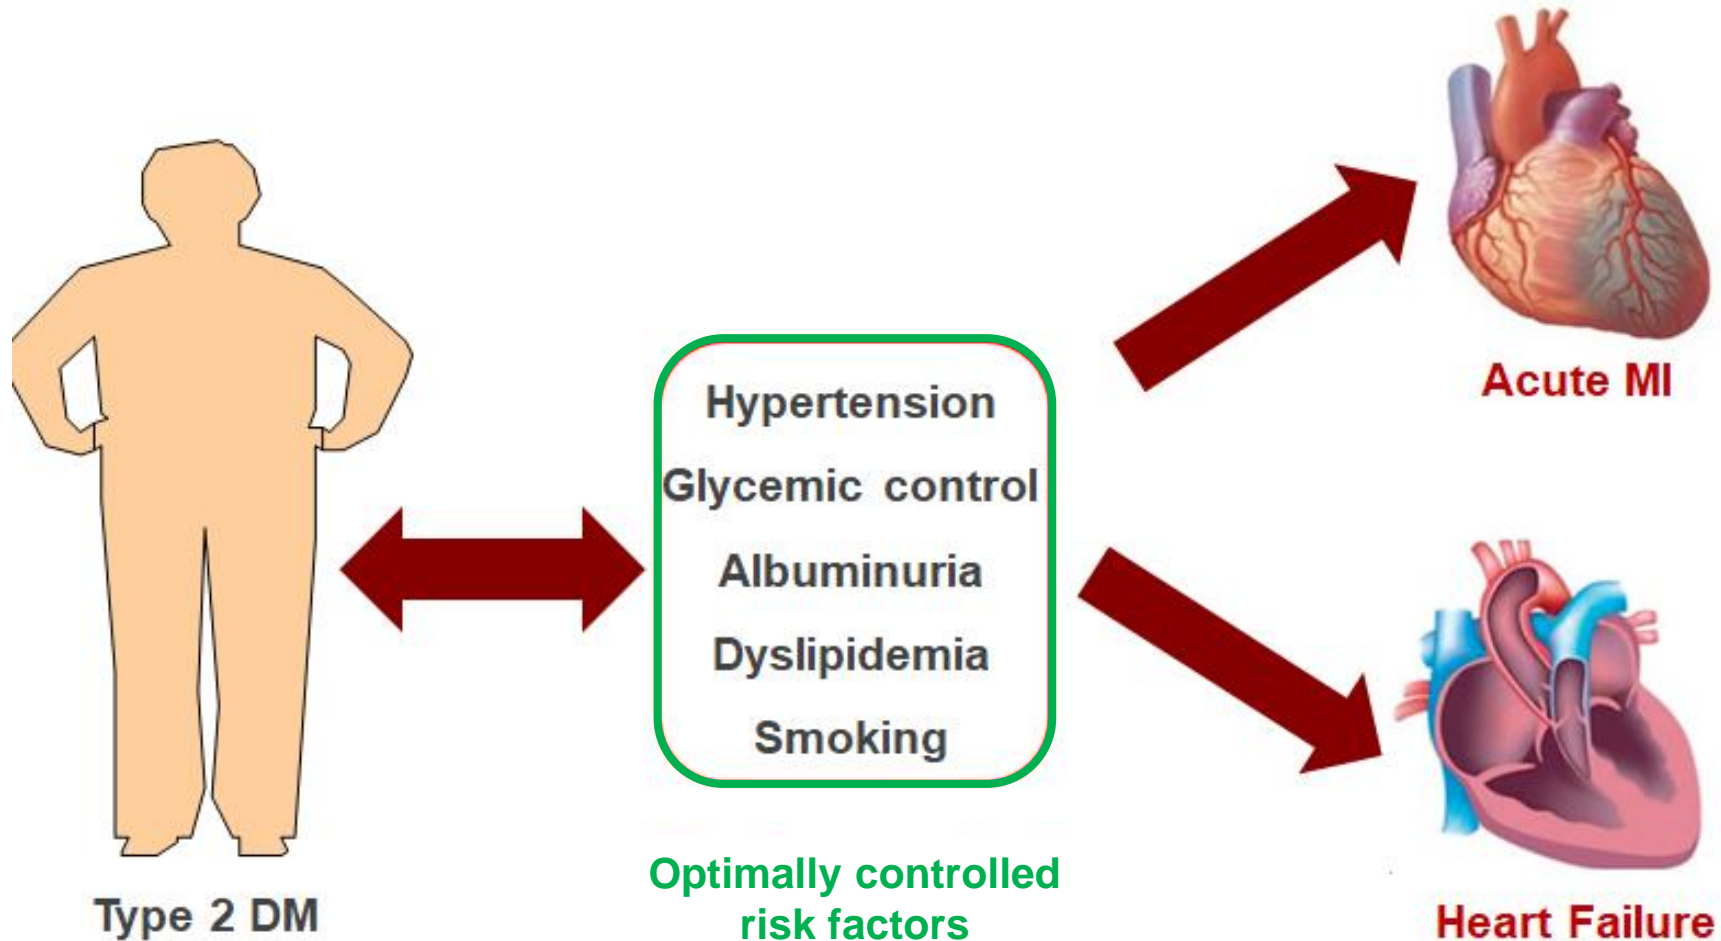 Hypertension
Glycemic control
Albuminuria
Dyslipidemia
Smoking
Optimally controlled
risk factors
Type 2 DM
Acute MI
Heart Failure